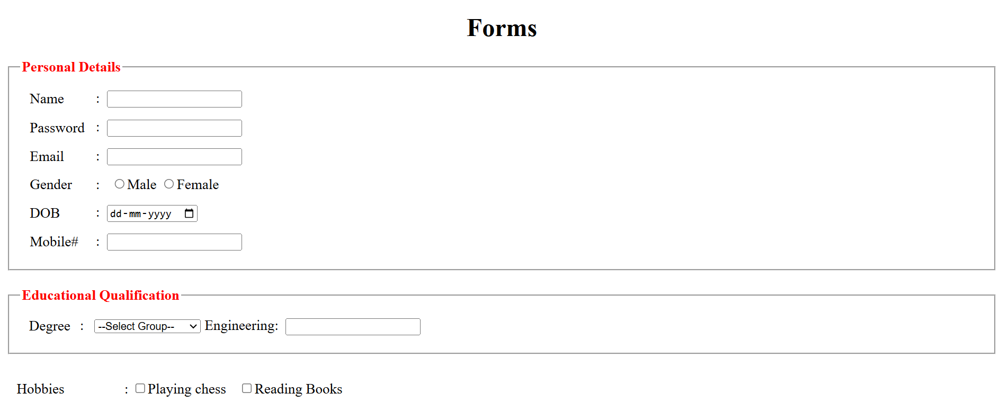 Forms
Personal Details
Name :
Password :
Email :
Gender : Male Female
DOB : dd-mm-yyyy
Mobile# :
Educational Qualification
Degree : --Select Group-- Engineering:
Hobbies : Playing chess Reading Books